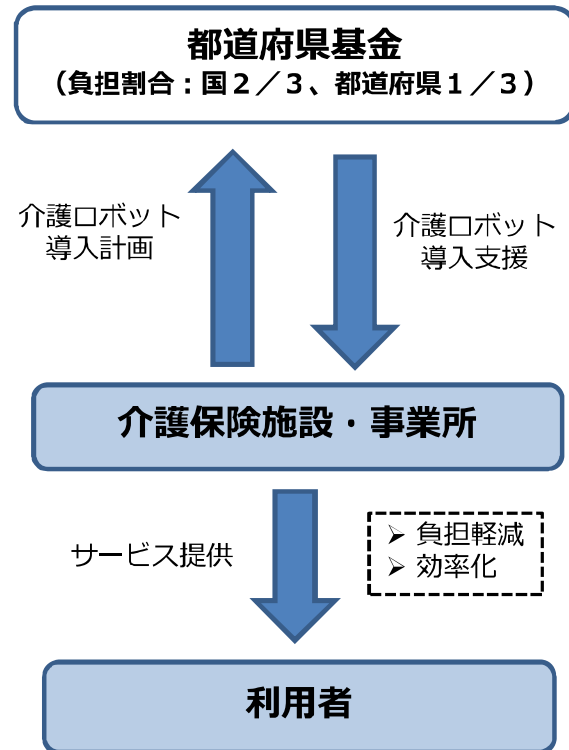 都道府県基金
（負担割合：国２／３、都道府県１／３）
介護ロボット
導入計画
介護ロボット
導入支援
介護保険施設・事業所
サービス提供
➢ 負担軽減
➢ 効率化
利用者